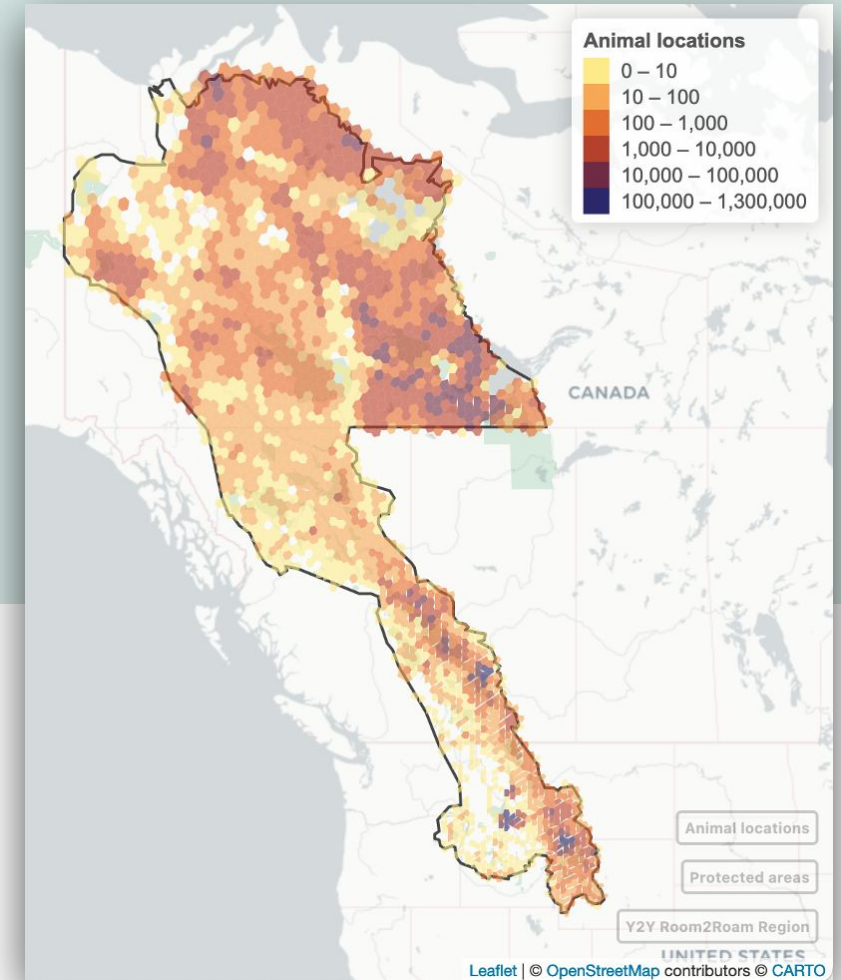 Animal locations
0 – 10
10 – 100
100 – 1,000
1,000 – 10,000
10,000 – 100,000
100,000 – 1,300,000
CANADA
Animal locations
Protected areas
Y2Y Room2Roam Region
UNITED STATES
Leaflet | © OpenStreetMap contributors © CARTO